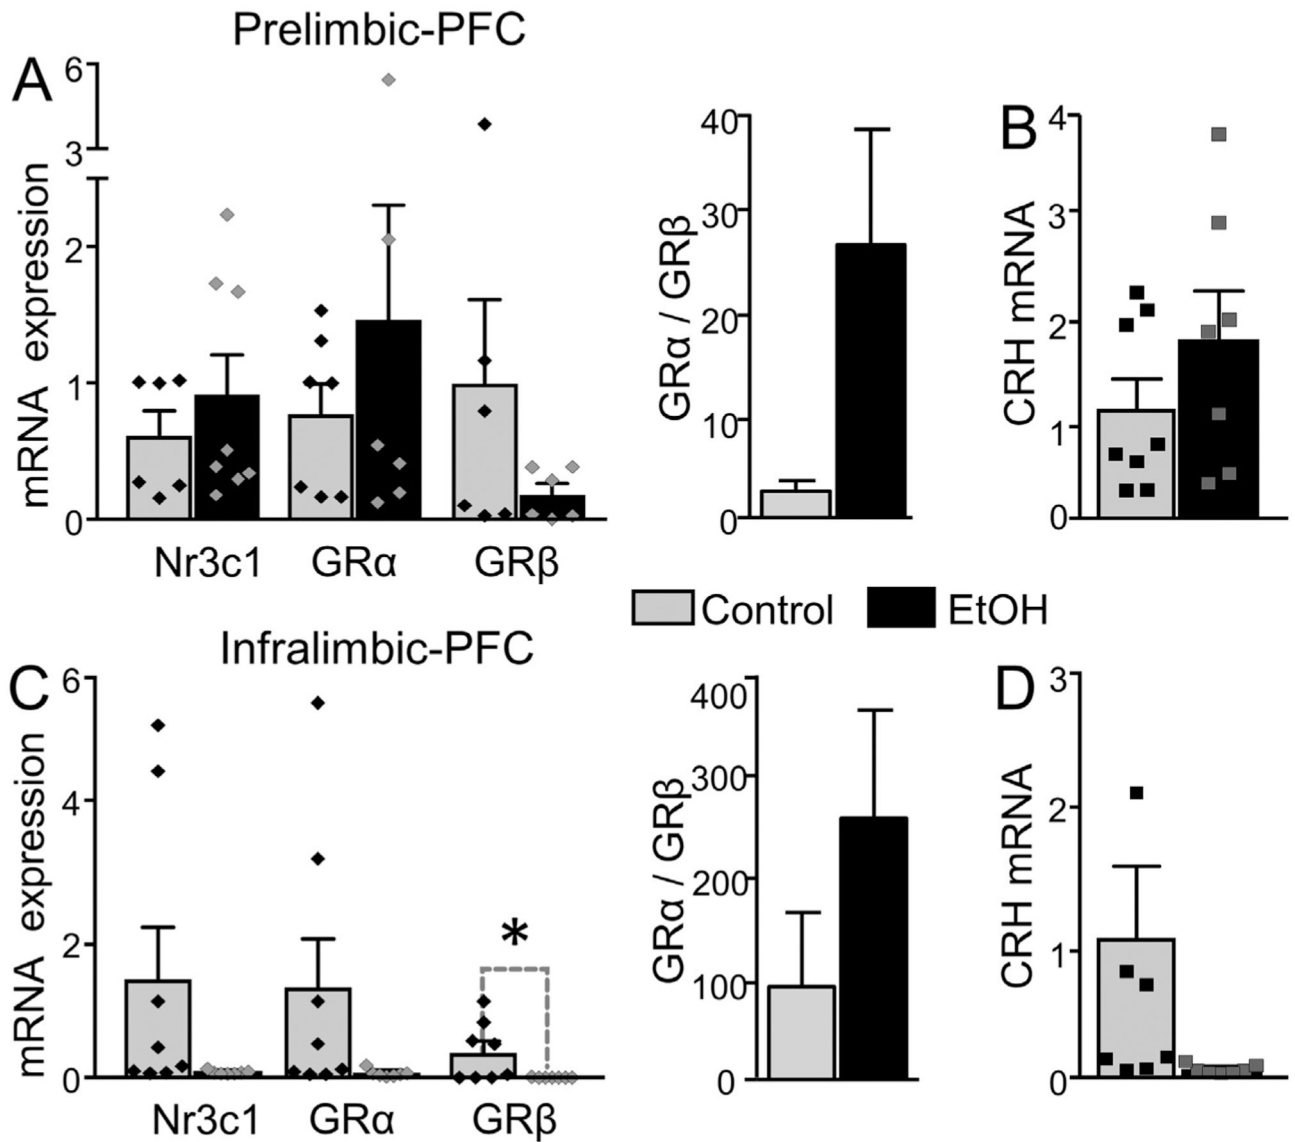 Prelimbic-PFC
A
6
3
2
1
0
mRNA expression
Nr3c1 GRα GRβ
40
30
20
10
0
GRα / GRβ
B
4
3
2
1
0
CRH mRNA
Control EtOH
Infralimbic-PFC
C
6
4
2
0
mRNA expression
*
Nr3c1 GRα GRβ
400
300
200
100
0
GRα / GRβ
D
3
2
1
0
CRH mRNA